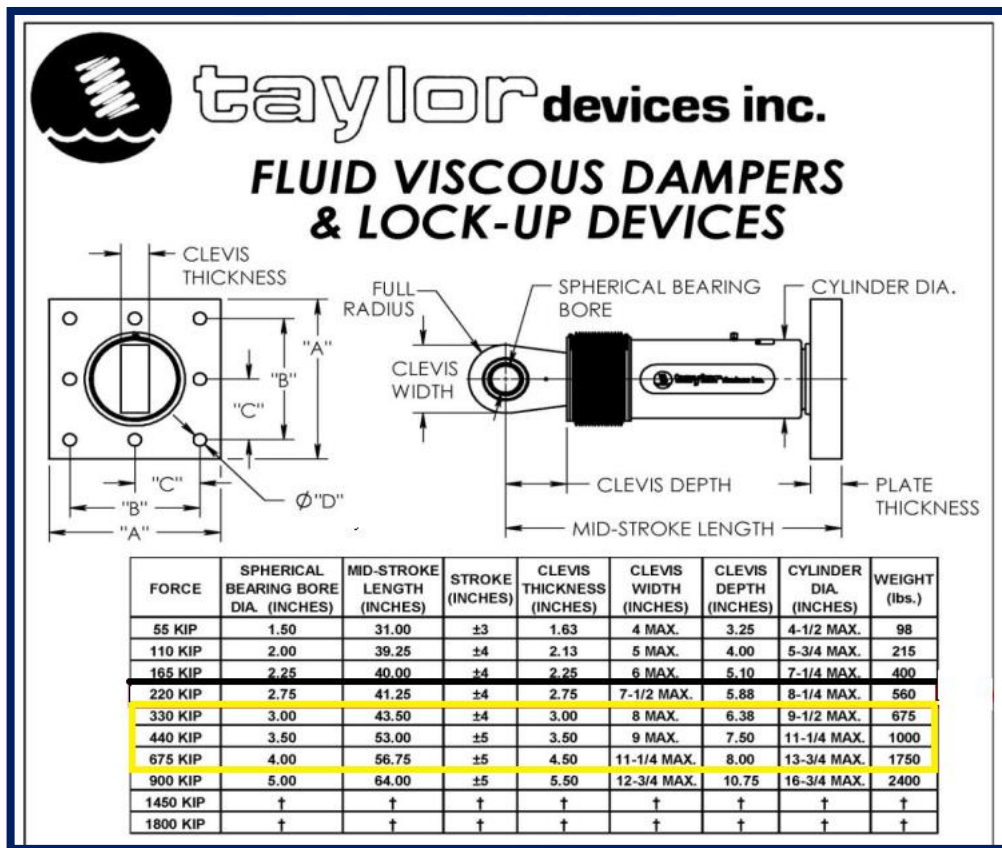 taylor devices inc.
FLUID VISCOUS DAMPERS
& LOCK-UP DEVICES
CLEVIS
THICKNESS
"A"
"B"
"C"
"C"
"B"
"A"
Ø"D"
FULL
RADIUS
SPHERICAL BEARING
BORE
CYLINDER DIA.
CLEVIS
WIDTH
taylor devices inc.
CLEVIS DEPTH
PLATE
THICKNESS
MID-STROKE LENGTH
FORCE SPHERICAL BEARING BORE DIA. (INCHES) MID-STROKE LENGTH (INCHES) STROKE (INCHES) CLEVIS THICKNESS (INCHES) CLEVIS WIDTH (INCHES) CLEVIS DEPTH (INCHES) CYLINDER DIA. (INCHES) WEIGHT (lbs.)
55 KIP 1.50 31.00 ±3 1.63 4 MAX. 3.25 4-1/2 MAX. 98
110 KIP 2.00 39.25 ±4 2.13 5 MAX. 4.00 5-3/4 MAX. 215
165 KIP 2.25 40.00 ±4 2.25 6 MAX. 5.10 7-1/4 MAX. 400
220 KIP 2.75 41.25 ±4 2.75 7-1/2 MAX. 5.88 8-1/4 MAX. 560
330 KIP 3.00 43.50 ±4 3.00 8 MAX. 6.38 9-1/2 MAX. 675
440 KIP 3.50 53.00 ±5 3.50 9 MAX. 7.50 11-1/4 MAX. 1000
675 KIP 4.00 56.75 ±5 4.50 11-1/4 MAX. 8.00 13-3/4 MAX. 1750
900 KIP 5.00 64.00 ±5 5.50 12-3/4 MAX. 10.75 16-3/4 MAX. 2400
1450 KIP † † † † † † † †
1800 KIP † † † † † † † †